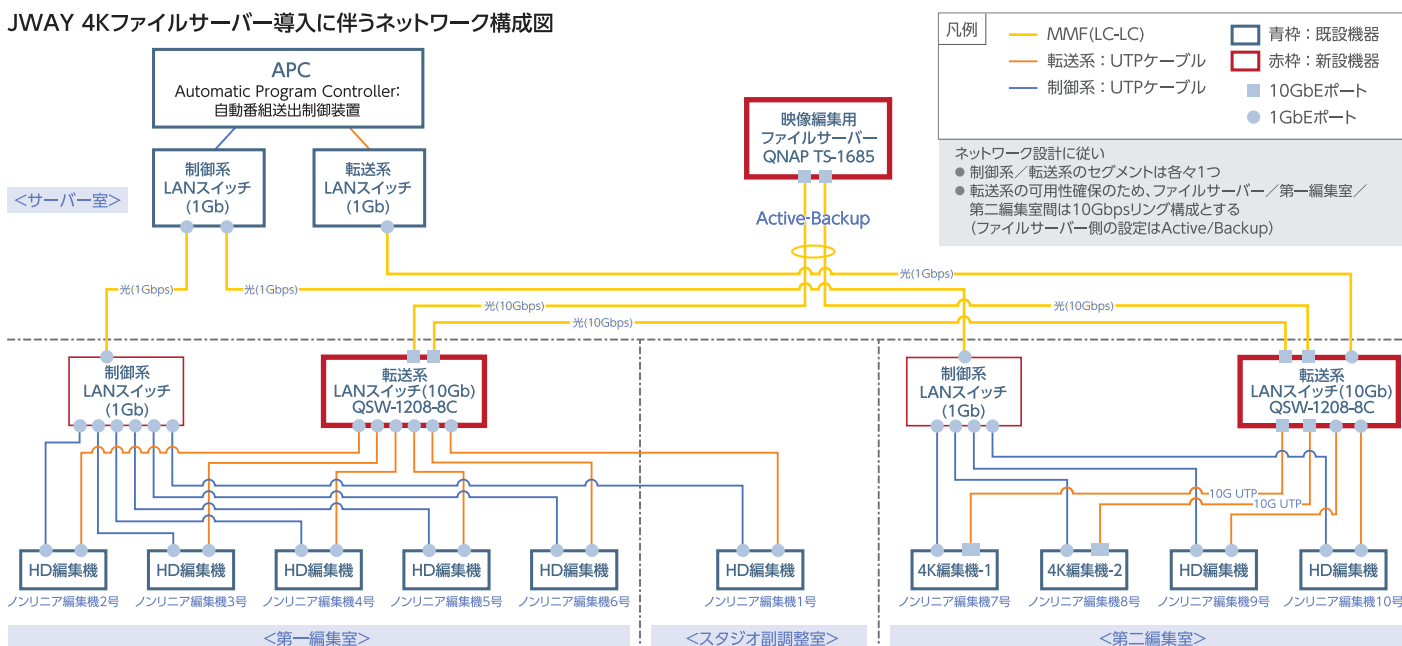 JWAY 4Kファイルサーバー導入に伴うネットワーク構成図
凡例
MMF(LC-LC)
転送系：UTPケーブル
制御系：UTPケーブル
青枠：既設機器
赤枠：新設機器
10GbEポート
1GbEポート
ネットワーク設計に従い
● 制御系／転送系のセグメントは各々1つ
● 転送系の可用性確保のため、ファイルサーバー／第一編集室／
第二編集室間は10Gbpsリング構成とする
（ファイルサーバー側の設定はActive/Backup）
APC
Automatic Program Controller：
自動番組送出制御装置
制御系
LANスイッチ
(1Gb)
転送系
LANスイッチ
(1Gb)
＜サーバー室＞
映像編集用
ファイルサーバー
QNAP TS-1685
Active-Backup
光(1Gbps)
光(1Gbps)
光(1Gbps)
光(10Gbps)
光(10Gbps)
光(10Gbps)
制御系
LANスイッチ
(1Gb)
転送系
LANスイッチ(10Gb)
QSW-1208-8C
制御系
LANスイッチ
(1Gb)
転送系
LANスイッチ(10Gb)
QSW-1208-8C
10G UTP
10G UTP
HD編集機
ノンリニア編集機2号
HD編集機
ノンリニア編集機3号
HD編集機
ノンリニア編集機4号
HD編集機
ノンリニア編集機5号
HD編集機
ノンリニア編集機6号
HD編集機
ノンリニア編集機1号
4K編集機-1
ノンリニア編集機7号
4K編集機-2
ノンリニア編集機8号
HD編集機
ノンリニア編集機9号
HD編集機
ノンリニア編集機10号
＜第一編集室＞
＜スタジオ副調整室＞
＜第二編集室＞